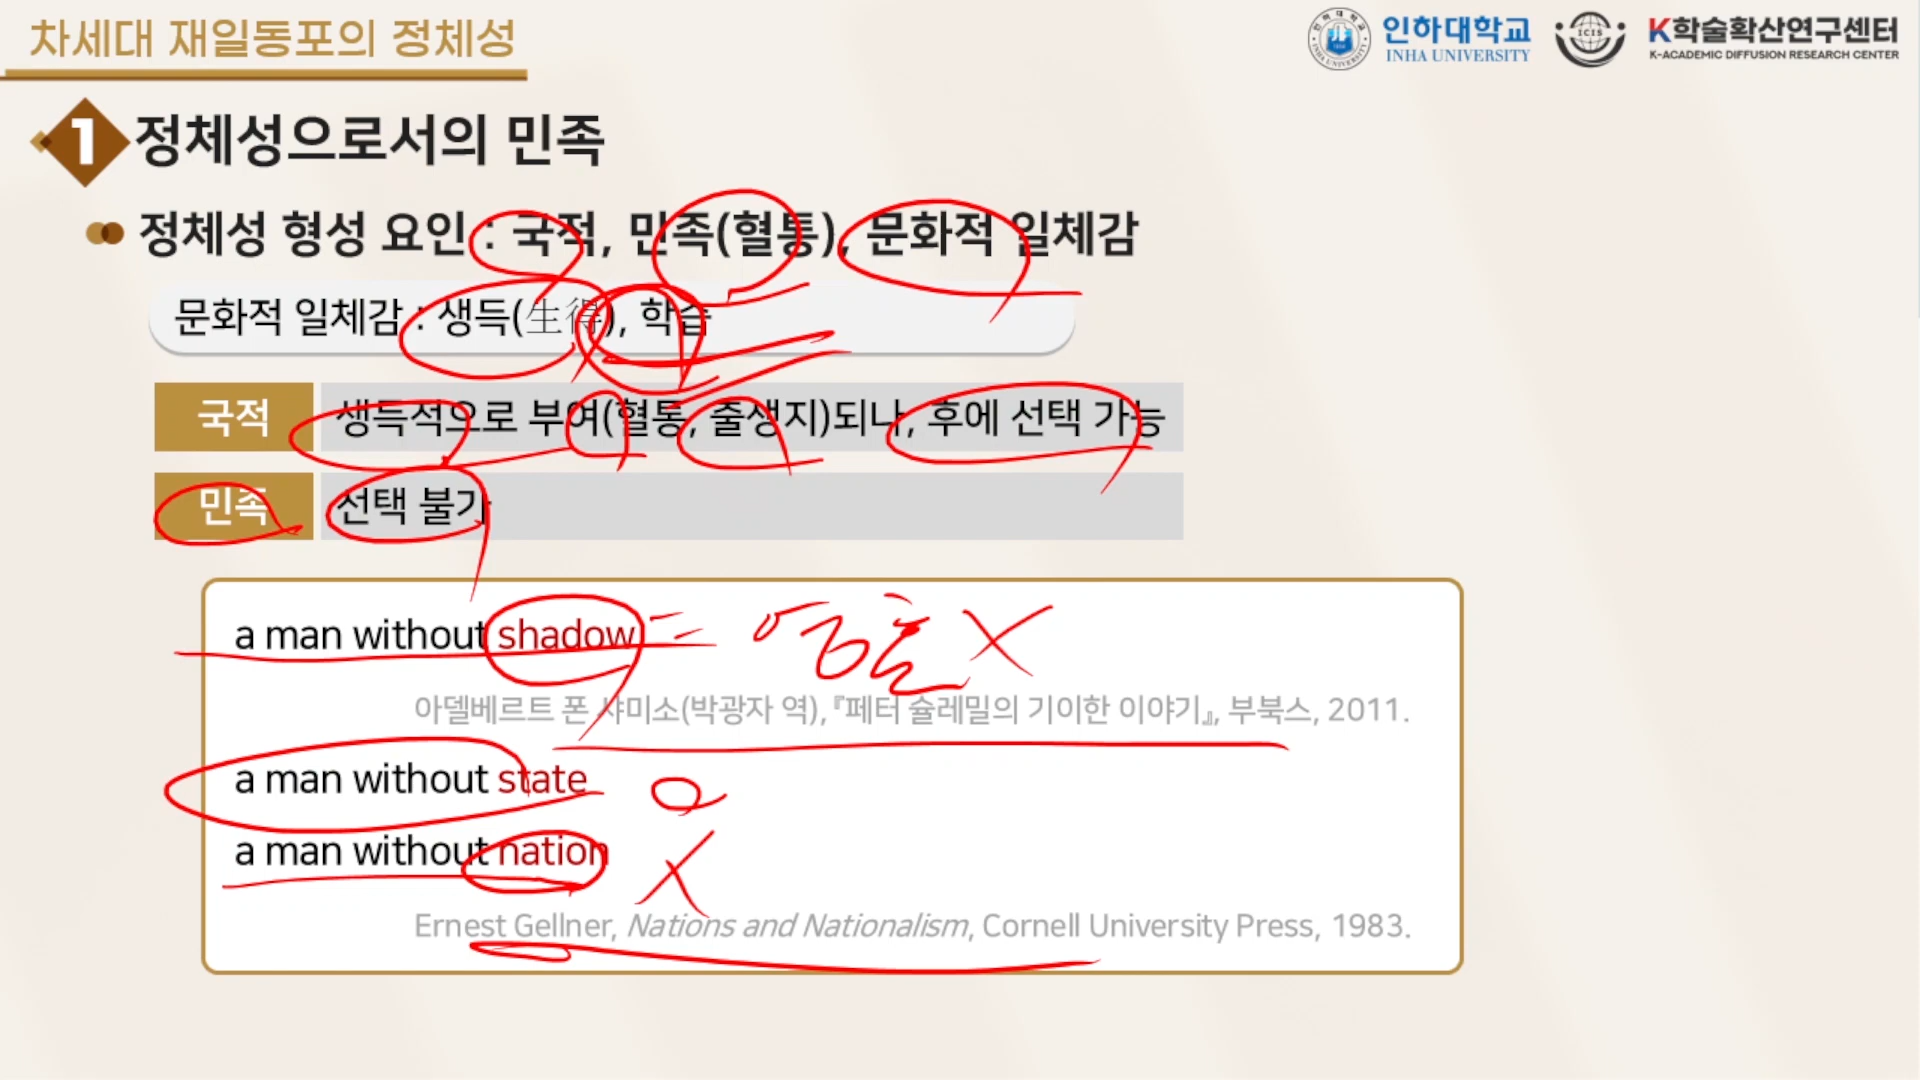 차세대 재일동포의 정체성
인하대학교
INHA UNIVERSITY
ICIS
K학술확산연구센터
K-ACADEMIC DIFFUSION RESEARCH CENTER
1 정체성으로서의 민족
정체성 형성 요인 : 국적, 민족(혈통), 문화적 일체감
문화적 일체감 : 생득(生得), 학습
국적 생득적으로 부여(혈통, 출생지)되나, 후에 선택 가능
민족 선택 불가
a man without shadow = 영혼 X
아델베르트 폰 샤미소(박광자 역), 『페터 슐레밀의 기이한 이야기』, 부북스, 2011.
a man without state O
a man without nation X
Ernest Gellner, Nations and Nationalism, Cornell University Press, 1983.